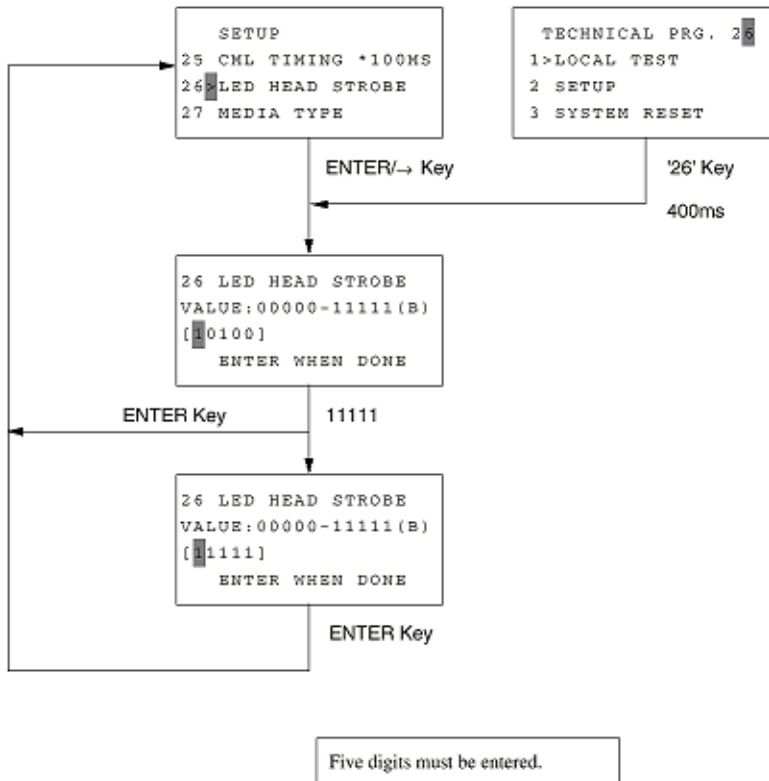 SETUP
25 CML TIMING *100MS
26>LED HEAD STROBE
27 MEDIA TYPE
TECHNICAL PRG. 26
1>LOCAL TEST
2 SETUP
3 SYSTEM RESET
ENTER/→ Key
'26' Key
400ms
26 LED HEAD STROBE
VALUE:00000-11111(B)
[10100]
ENTER WHEN DONE
ENTER Key
11111
26 LED HEAD STROBE
VALUE:00000-11111(B)
[11111]
ENTER WHEN DONE
ENTER Key
Five digits must be entered.